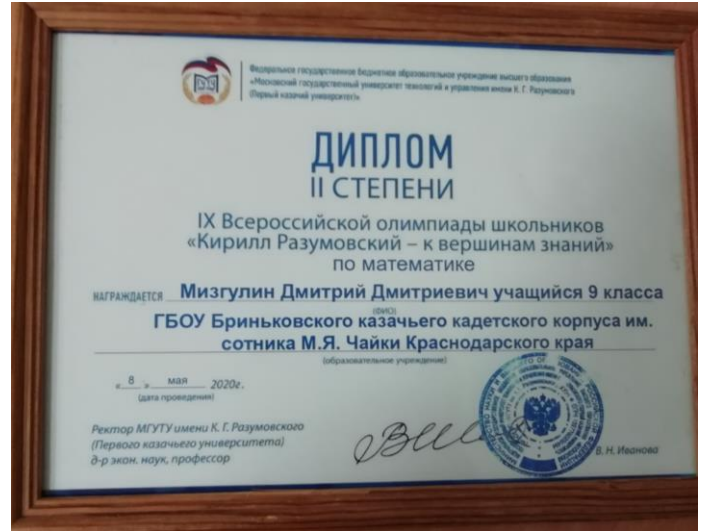 Федеральное государственное бюджетное образовательное учреждение высшего образования
«Московский государственный университет технологий и управления имени К. Г. Разумовского
(Первый казачий университет)».
ДИПЛОМ
II СТЕПЕНИ
IX Всероссийской олимпиады школьников
«Кирилл Разумовский – к вершинам знаний»
по математике
НАГРАЖДАЕТСЯ Мизгулин Дмитрий Дмитриевич учащийся 9 класса
(ФИО)
ГБОУ Бриньковского казачьего кадетского корпуса им.
сотника М.Я. Чайки Краснодарского края
(образовательное учреждение)
« 8 » мая 2020г.
(дата проведения)
Ректор МГУТУ имени К. Г. Разумовского
(Первого казачьего университета)
д-р экон. наук, профессор
В. Н. Иванова